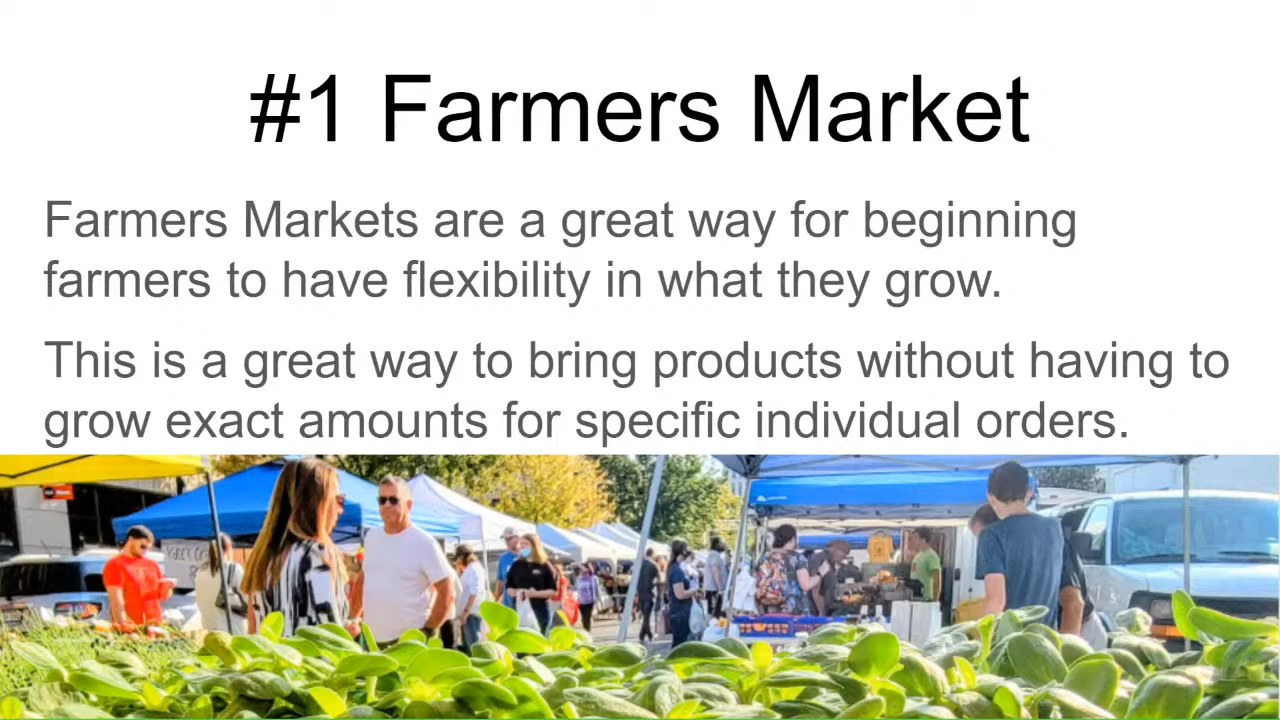 #1 Farmers Market
Farmers Markets are a great way for beginning
farmers to have flexibility in what they grow.
This is a great way to bring products without having to
grow exact amounts for specific individual orders.